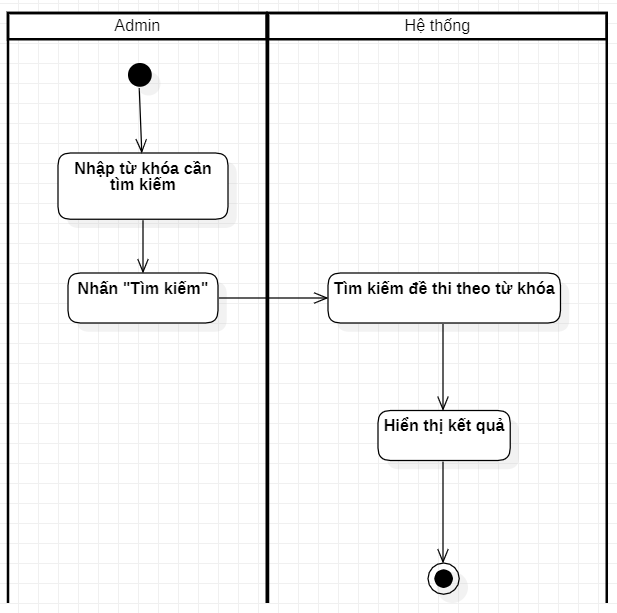 Admin
Hệ thống
Nhập từ khóa cần
tìm kiếm
Nhấn "Tìm kiếm"
Tìm kiếm đề thi theo từ khóa
Hiển thị kết quả